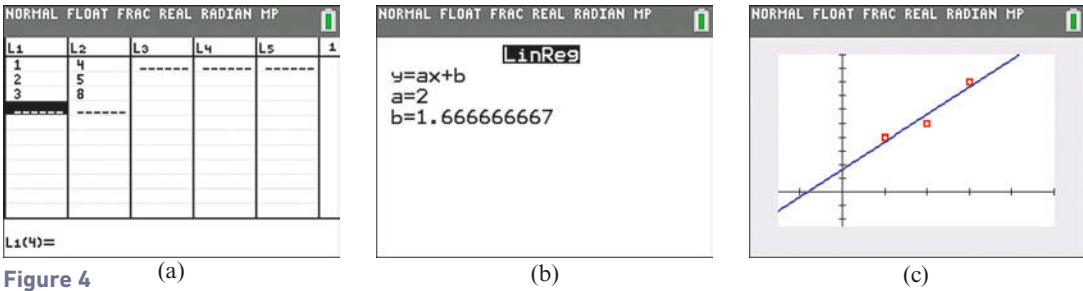 NORMAL FLOAT FRAC REAL RADIAN MP
L1 L2 L3 L4 L5 1
1 4 ------ ------ ------
2 5
3 8
------ ------
L1(4)=
NORMAL FLOAT FRAC REAL RADIAN MP
LinReg
y=ax+b
a=2
b=1.666666667
NORMAL FLOAT FRAC REAL RADIAN MP
Figure 4
(a)
(b)
(c)